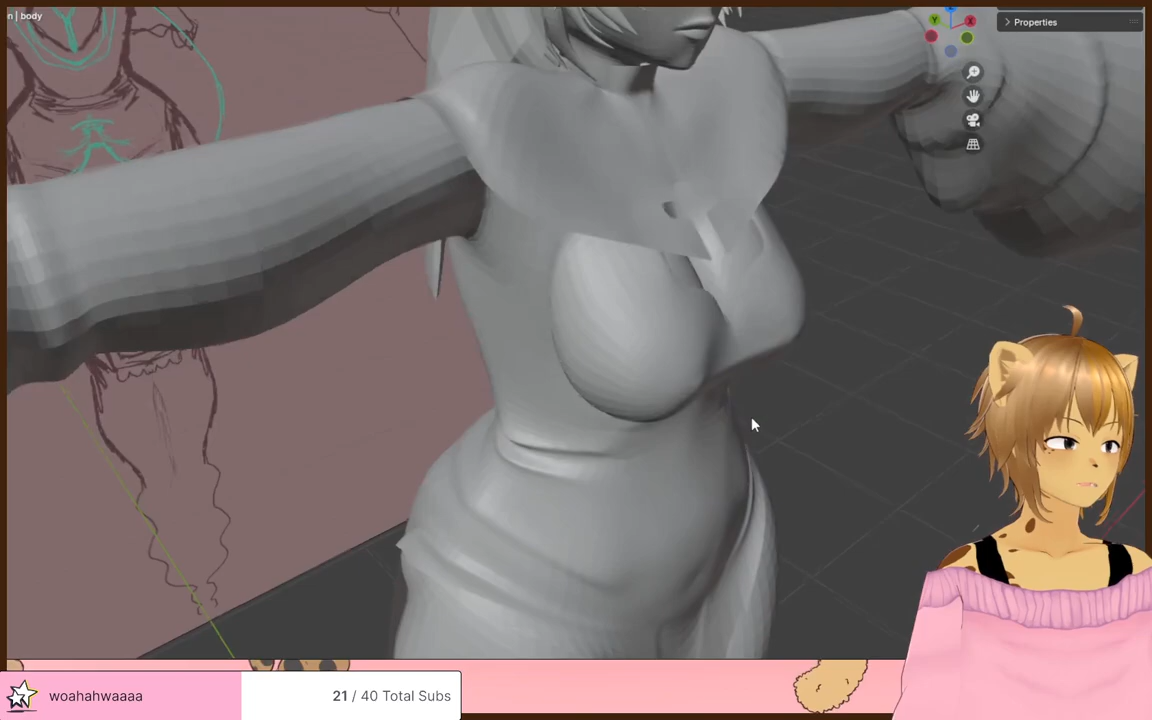 n | body
Properties
Y
X
woahahwaaaa
21 / 40 Total Subs